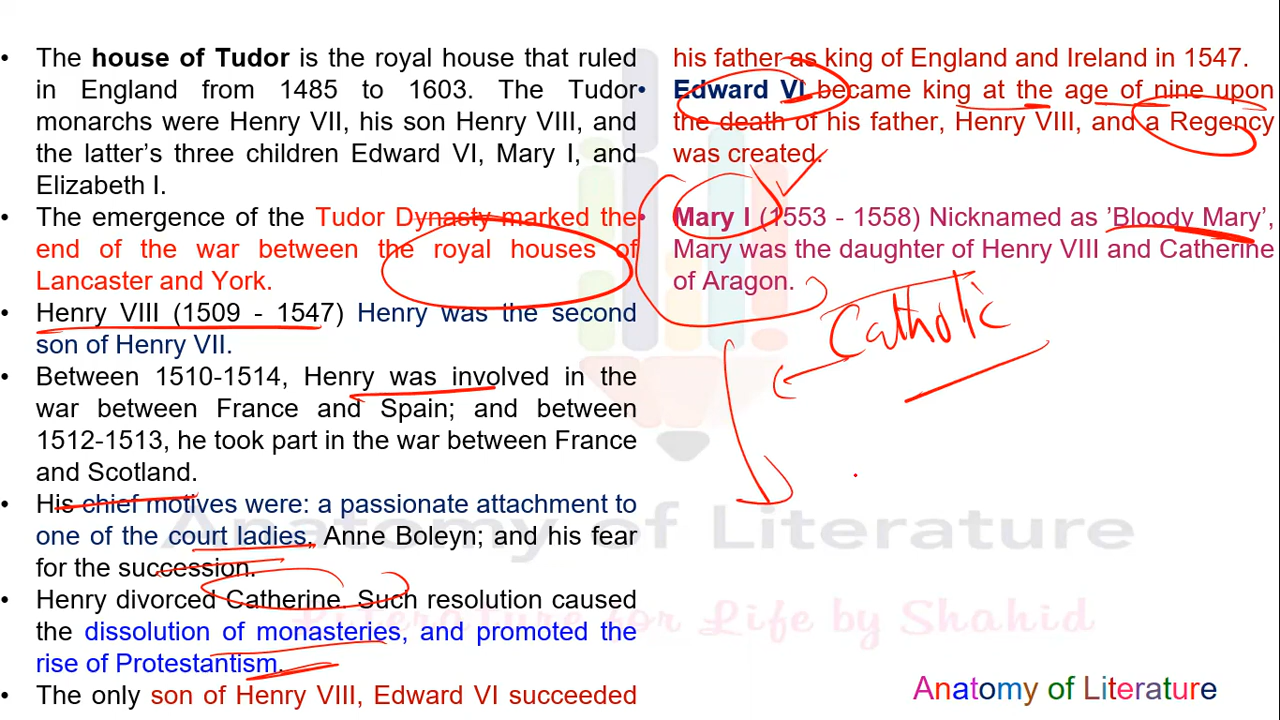 • The house of Tudor is the royal house that ruled
in England from 1485 to 1603. The Tudor
monarchs were Henry VII, his son Henry VIII, and
the latter’s three children Edward VI, Mary I, and
Elizabeth I.
• The emergence of the Tudor Dynasty marked the
end of the war between the royal houses of
Lancaster and York.
• Henry VIII (1509 - 1547) Henry was the second
son of Henry VII.
• Between 1510-1514, Henry was involved in the
war between France and Spain; and between
1512-1513, he took part in the war between France
and Scotland.
• His chief motives were: a passionate attachment to
one of the court ladies, Anne Boleyn; and his fear
for the succession.
• Henry divorced Catherine. Such resolution caused
the dissolution of monasteries, and promoted the
rise of Protestantism.
• The only son of Henry VIII, Edward VI succeeded
his father as king of England and Ireland in 1547.
• Edward VI became king at the age of nine upon
the death of his father, Henry VIII, and a Regency
was created.
• Mary I (1553 - 1558) Nicknamed as ’Bloody Mary’,
Mary was the daughter of Henry VIII and Catherine
of Aragon.
Catholic
Anatomy of Literature
Literature for Life by Shahid
Anatomy of Literature